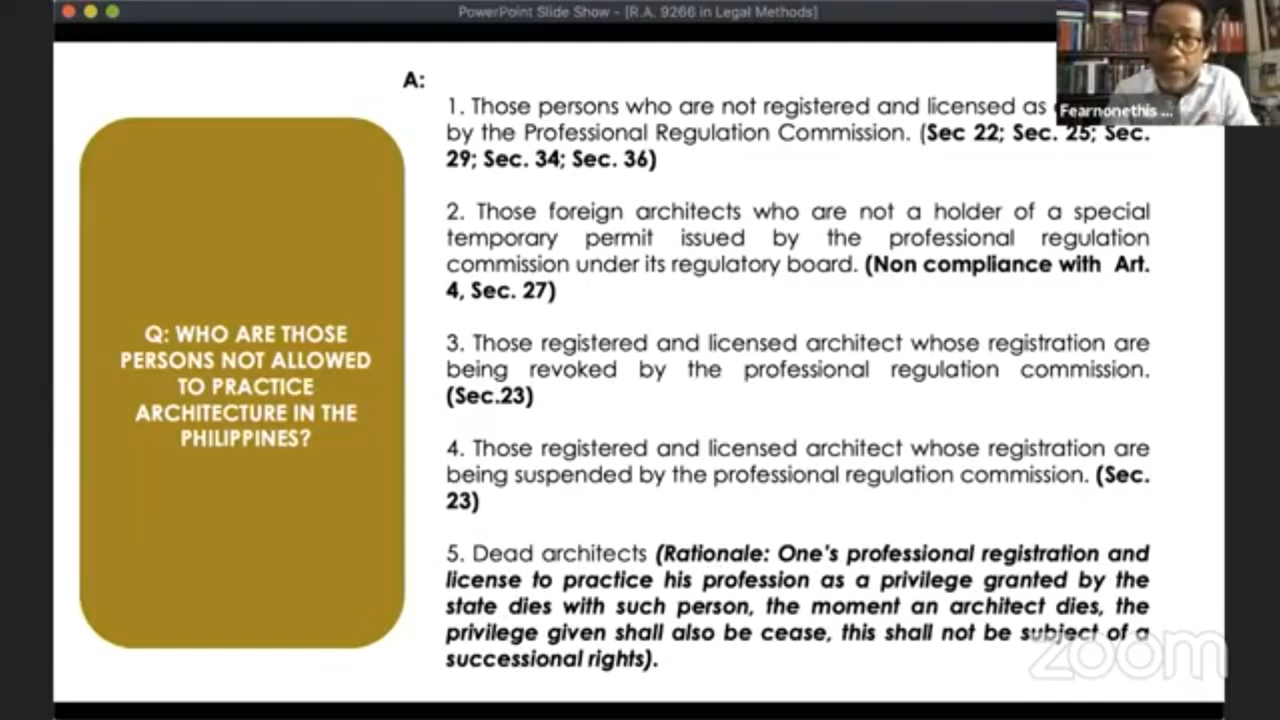 PowerPoint Slide Show - [R.A. 9266 in Legal Methods]
Fearnonethis ...
Q: WHO ARE THOSE
PERSONS NOT ALLOWED
TO PRACTICE
ARCHITECTURE IN THE
PHILIPPINES?
A:
1. Those persons who are not registered and licensed as
by the Professional Regulation Commission. (Sec 22; Sec. 25; Sec.
29; Sec. 34; Sec. 36)
2. Those foreign architects who are not a holder of a special
temporary permit issued by the professional regulation
commission under its regulatory board. (Non compliance with Art.
4, Sec. 27)
3. Those registered and licensed architect whose registration are
being revoked by the professional regulation commission.
(Sec.23)
4. Those registered and licensed architect whose registration are
being suspended by the professional regulation commission. (Sec.
23)
5. Dead architects (Rationale: One's professional registration and
license to practice his profession as a privilege granted by the
state dies with such person, the moment an architect dies, the
privilege given shall also be cease, this shall not be subject of a
successional rights).
zoom